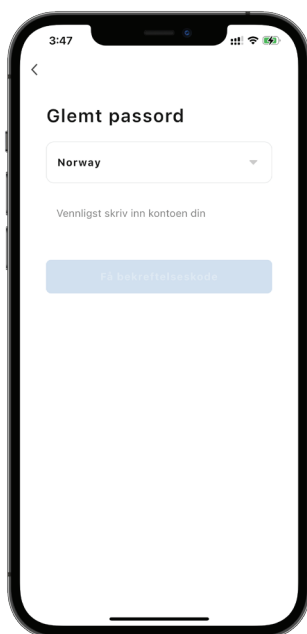 3:47
Glemt passord
Norway
Vennligst skriv inn kontoen din
Få bekreftelseskode